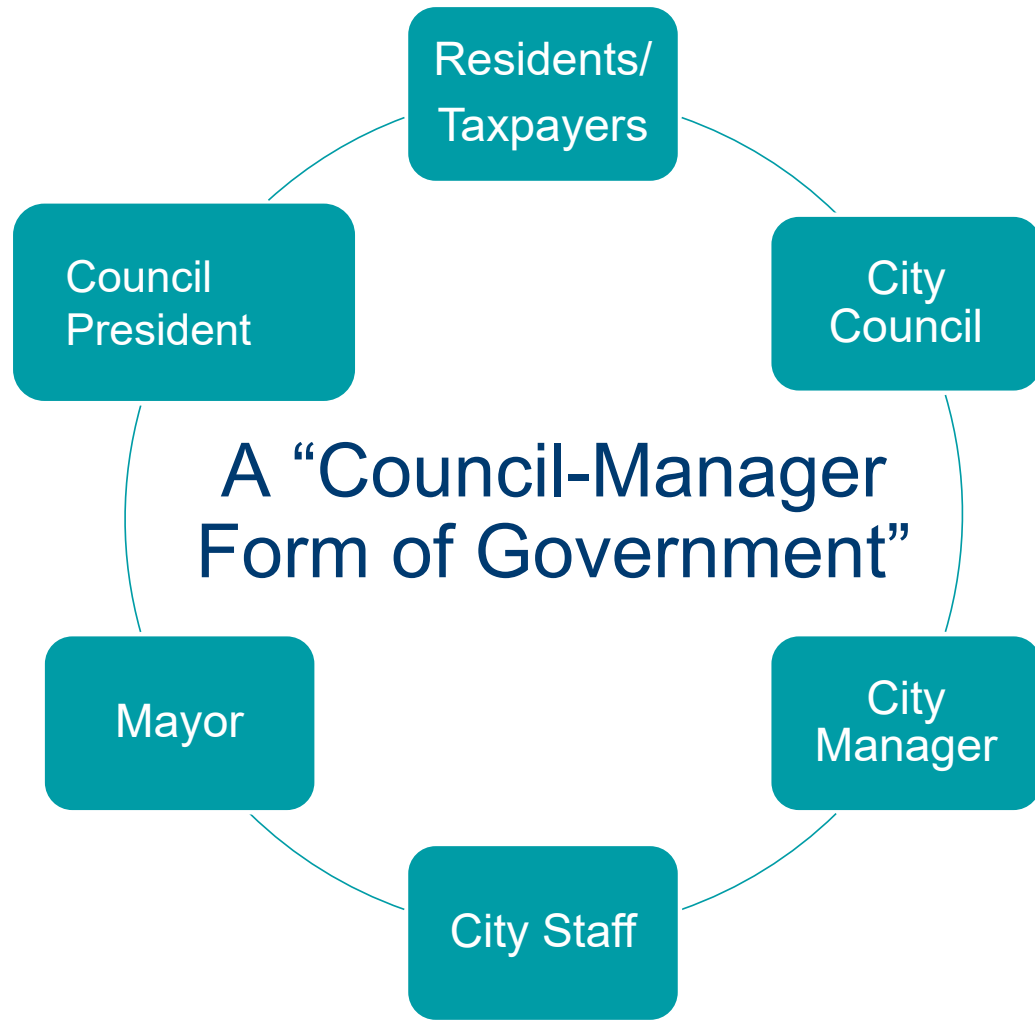 Residents/
Taxpayers
City
Council
City
Manager
City Staff
Mayor
Council
President
A “Council-Manager
Form of Government”